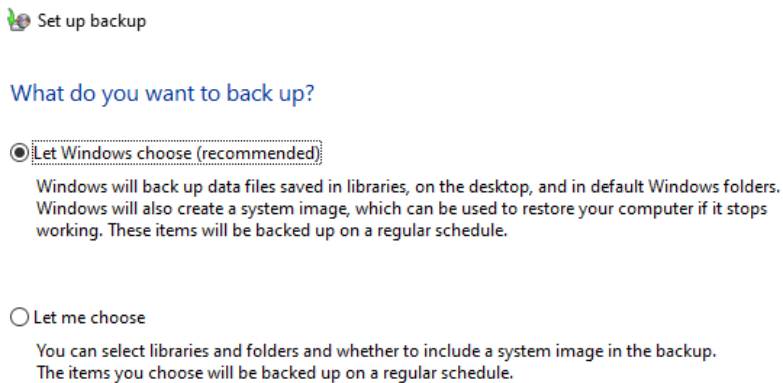 Set up backup
What do you want to back up?
Let Windows choose (recommended)
Windows will back up data files saved in libraries, on the desktop, and in default Windows folders.
Windows will also create a system image, which can be used to restore your computer if it stops
working. These items will be backed up on a regular schedule.
Let me choose
You can select libraries and folders and whether to include a system image in the backup.
The items you choose will be backed up on a regular schedule.